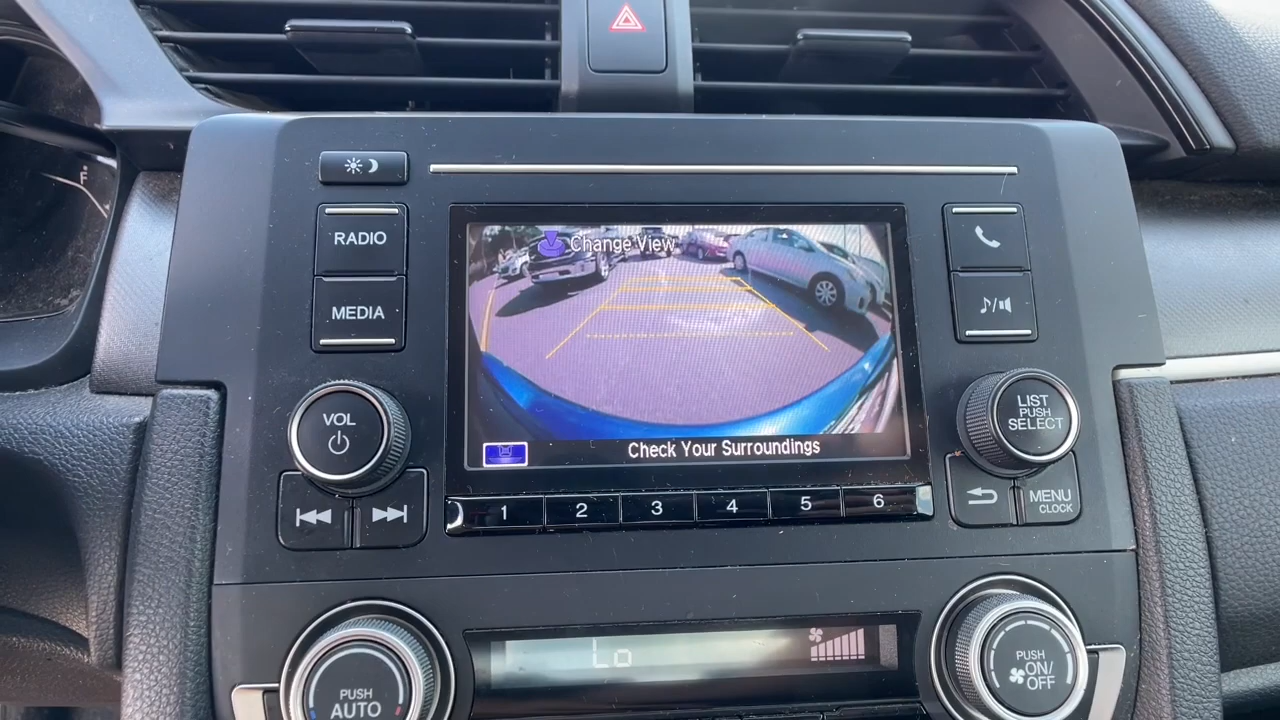 F
RADIO
MEDIA
VOL
Change View
Check Your Surroundings
1 2 3 4 5 6
LIST
PUSH
SELECT
MENU
CLOCK
Lo
PUSH
AUTO
PUSH
ON/
OFF